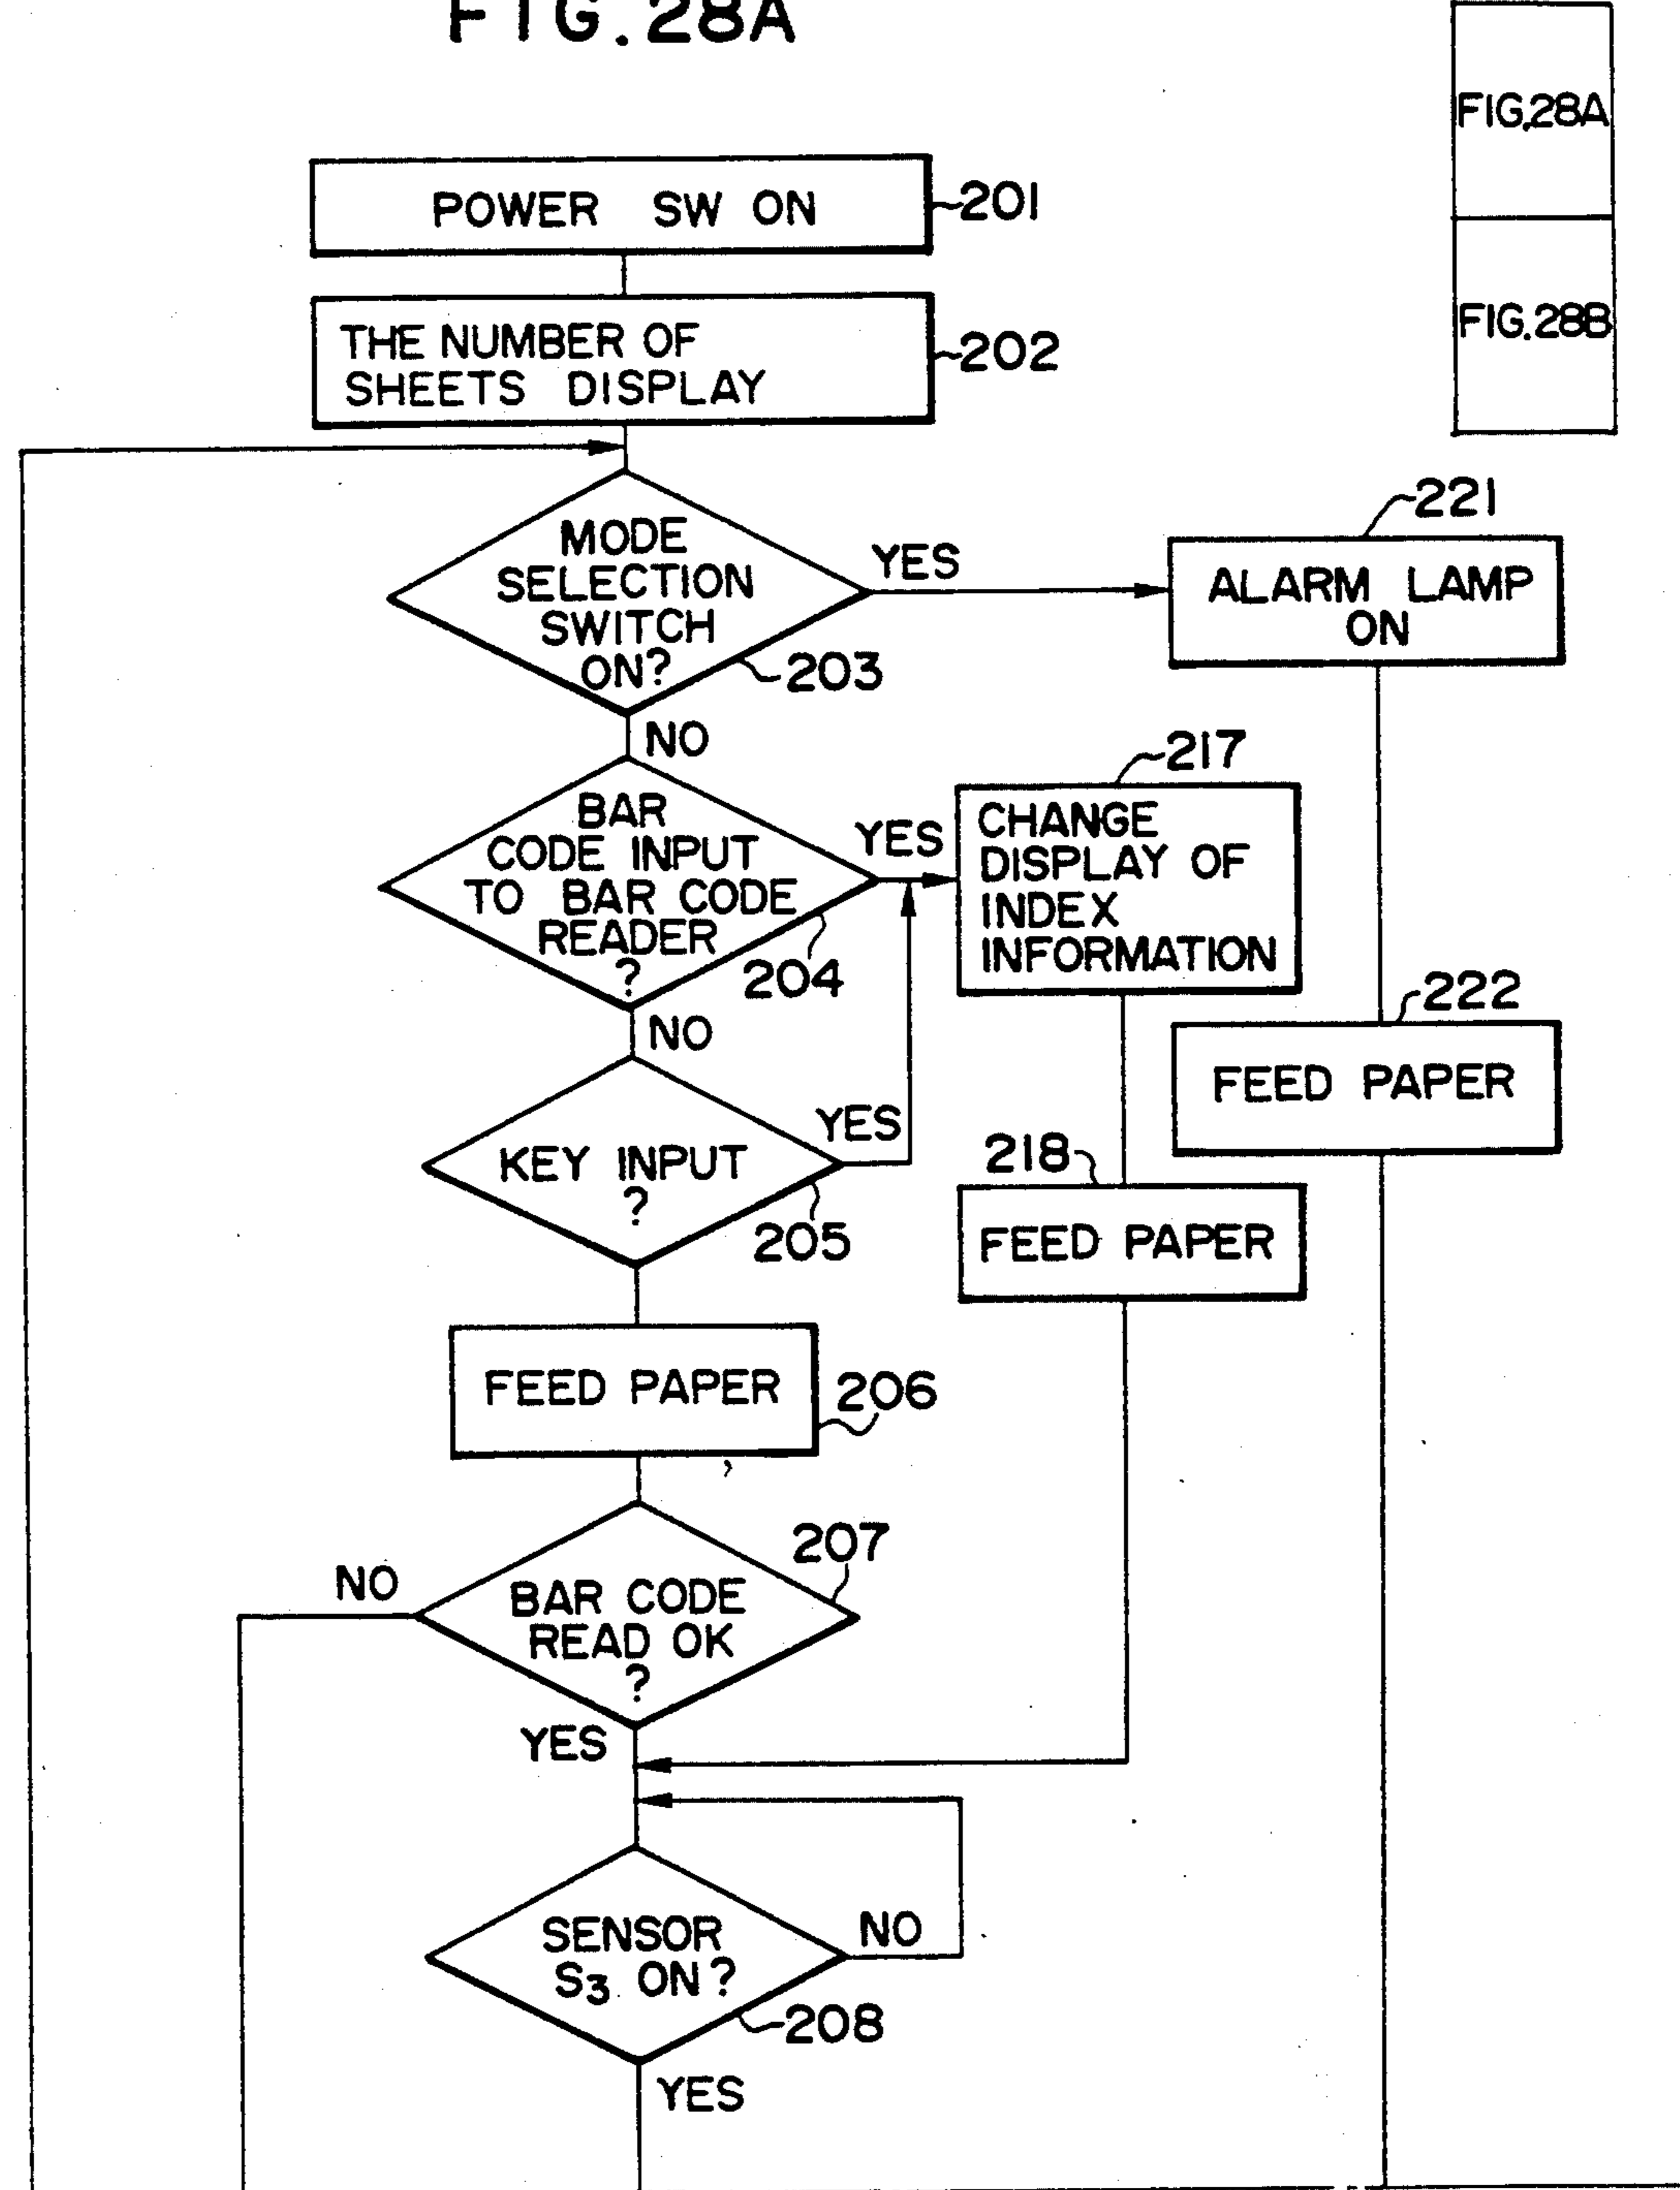 FIG. 28A
FIG.28A
FIG.28B
POWER SW ON
201
THE NUMBER OF
SHEETS DISPLAY
202
MODE
SELECTION
SWITCH
ON?
203
YES
221
ALARM LAMP
ON
NO
BAR
CODE INPUT
TO BAR CODE
READER
?
204
YES
217
CHANGE
DISPLAY OF
INDEX
INFORMATION
222
FEED PAPER
NO
KEY INPUT
?
205
YES
218
FEED PAPER
FEED PAPER
206
207
NO
BAR CODE
READ OK
?
YES
SENSOR
S3 ON?
NO
208
YES